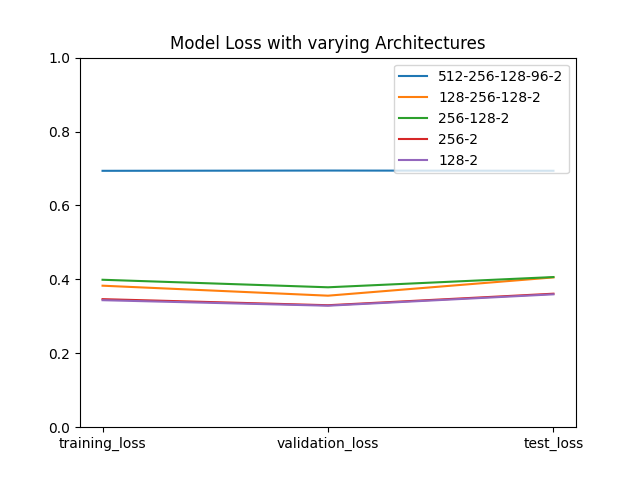 Model Loss with varying Architectures
1.0
0.8
0.6
0.4
0.2
0.0
512-256-128-96-2
128-256-128-2
256-128-2
256-2
128-2
training_loss
validation_loss
test_loss